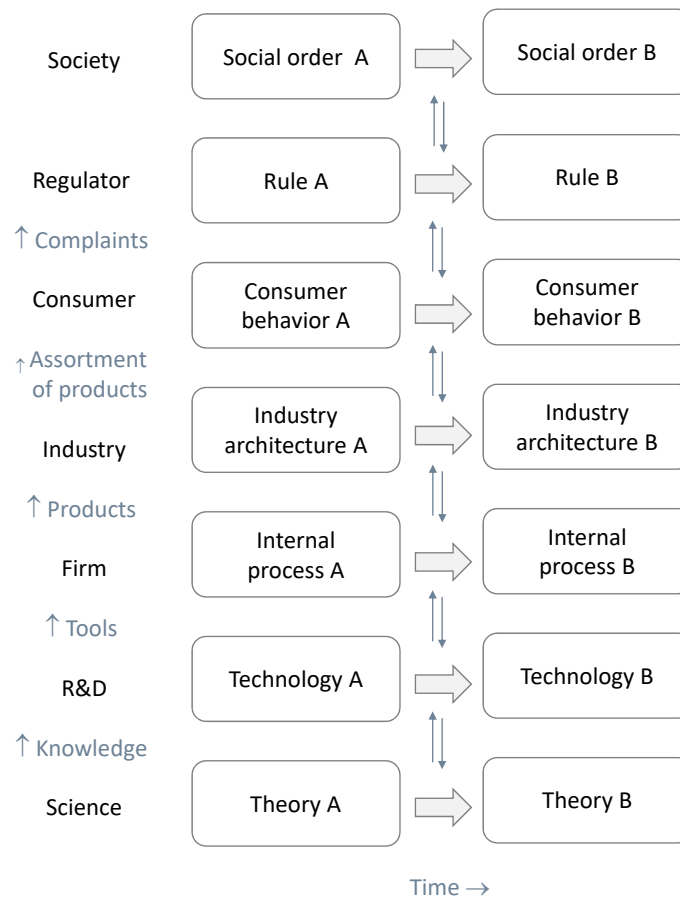 Society
Social order A
Social order B
Regulator
Rule A
Rule B
↑ Complaints
Consumer
Consumer
behavior A
Consumer
behavior B
↑ Assortment
of products
Industry
Industry
architecture A
Industry
architecture B
↑ Products
Firm
Internal
process A
Internal
process B
↑ Tools
R&D
Technology A
Technology B
↑ Knowledge
Science
Theory A
Theory B
Time →